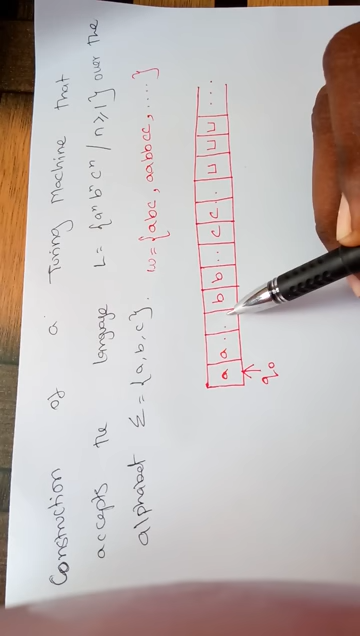 Construction of a Turing Machine that
accepts the language L = {aⁿbⁿcⁿ / n≥1} over the
alphabet Σ = {a,b,c}. w = {abc, aabbcc, ....}
a a .. b b .. c c . ⊔ ⊔ ⊔ ...
q₀